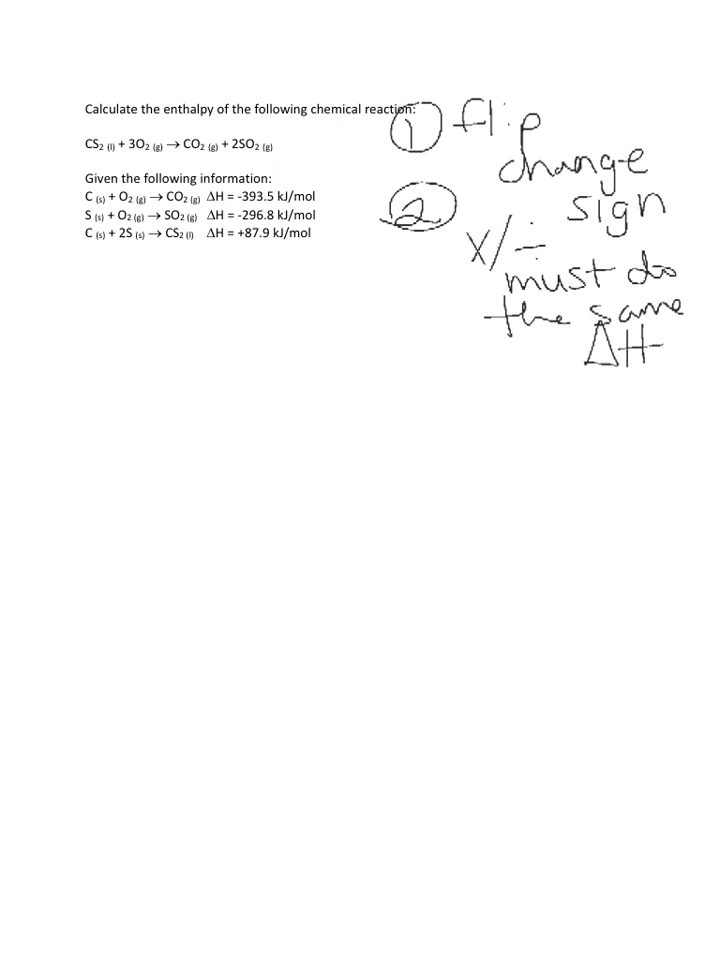 Calculate the enthalpy of the following chemical reaction:
CS2 (l) + 3O2 (g) → CO2 (g) + 2SO2 (g)
Given the following information:
C (s) + O2 (g) → CO2 (g) ΔH = -393.5 kJ/mol
S (s) + O2 (g) → SO2 (g) ΔH = -296.8 kJ/mol
C (s) + 2S (s) → CS2 (l) ΔH = +87.9 kJ/mol
① flip
change
sign
② x/÷
must do
the same
ΔH